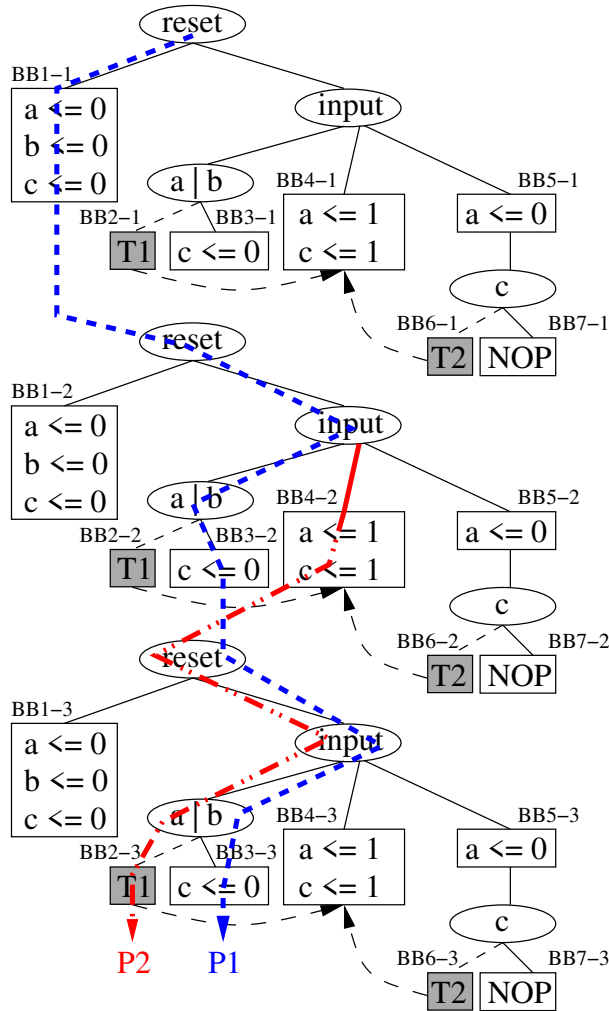 reset
BB1−1
a <= 0
b <= 0
c <= 0
input
a | b
BB4−1
BB5−1
BB2−1
BB3−1
T1
c <= 0
a <= 1
c <= 1
a <= 0
c
BB6−1
BB7−1
T2
NOP
reset
BB1−2
a <= 0
b <= 0
c <= 0
input
a | b
BB4−2
BB5−2
BB2−2
BB3−2
T1
c <= 0
a <= 1
c <= 1
a <= 0
c
BB6−2
BB7−2
T2
NOP
reset
BB1−3
a <= 0
b <= 0
c <= 0
input
a | b
BB4−3
BB5−3
BB2−3
BB3−3
T1
c <= 0
a <= 1
c <= 1
a <= 0
c
P2
P1
BB6−3
BB7−3
T2
NOP